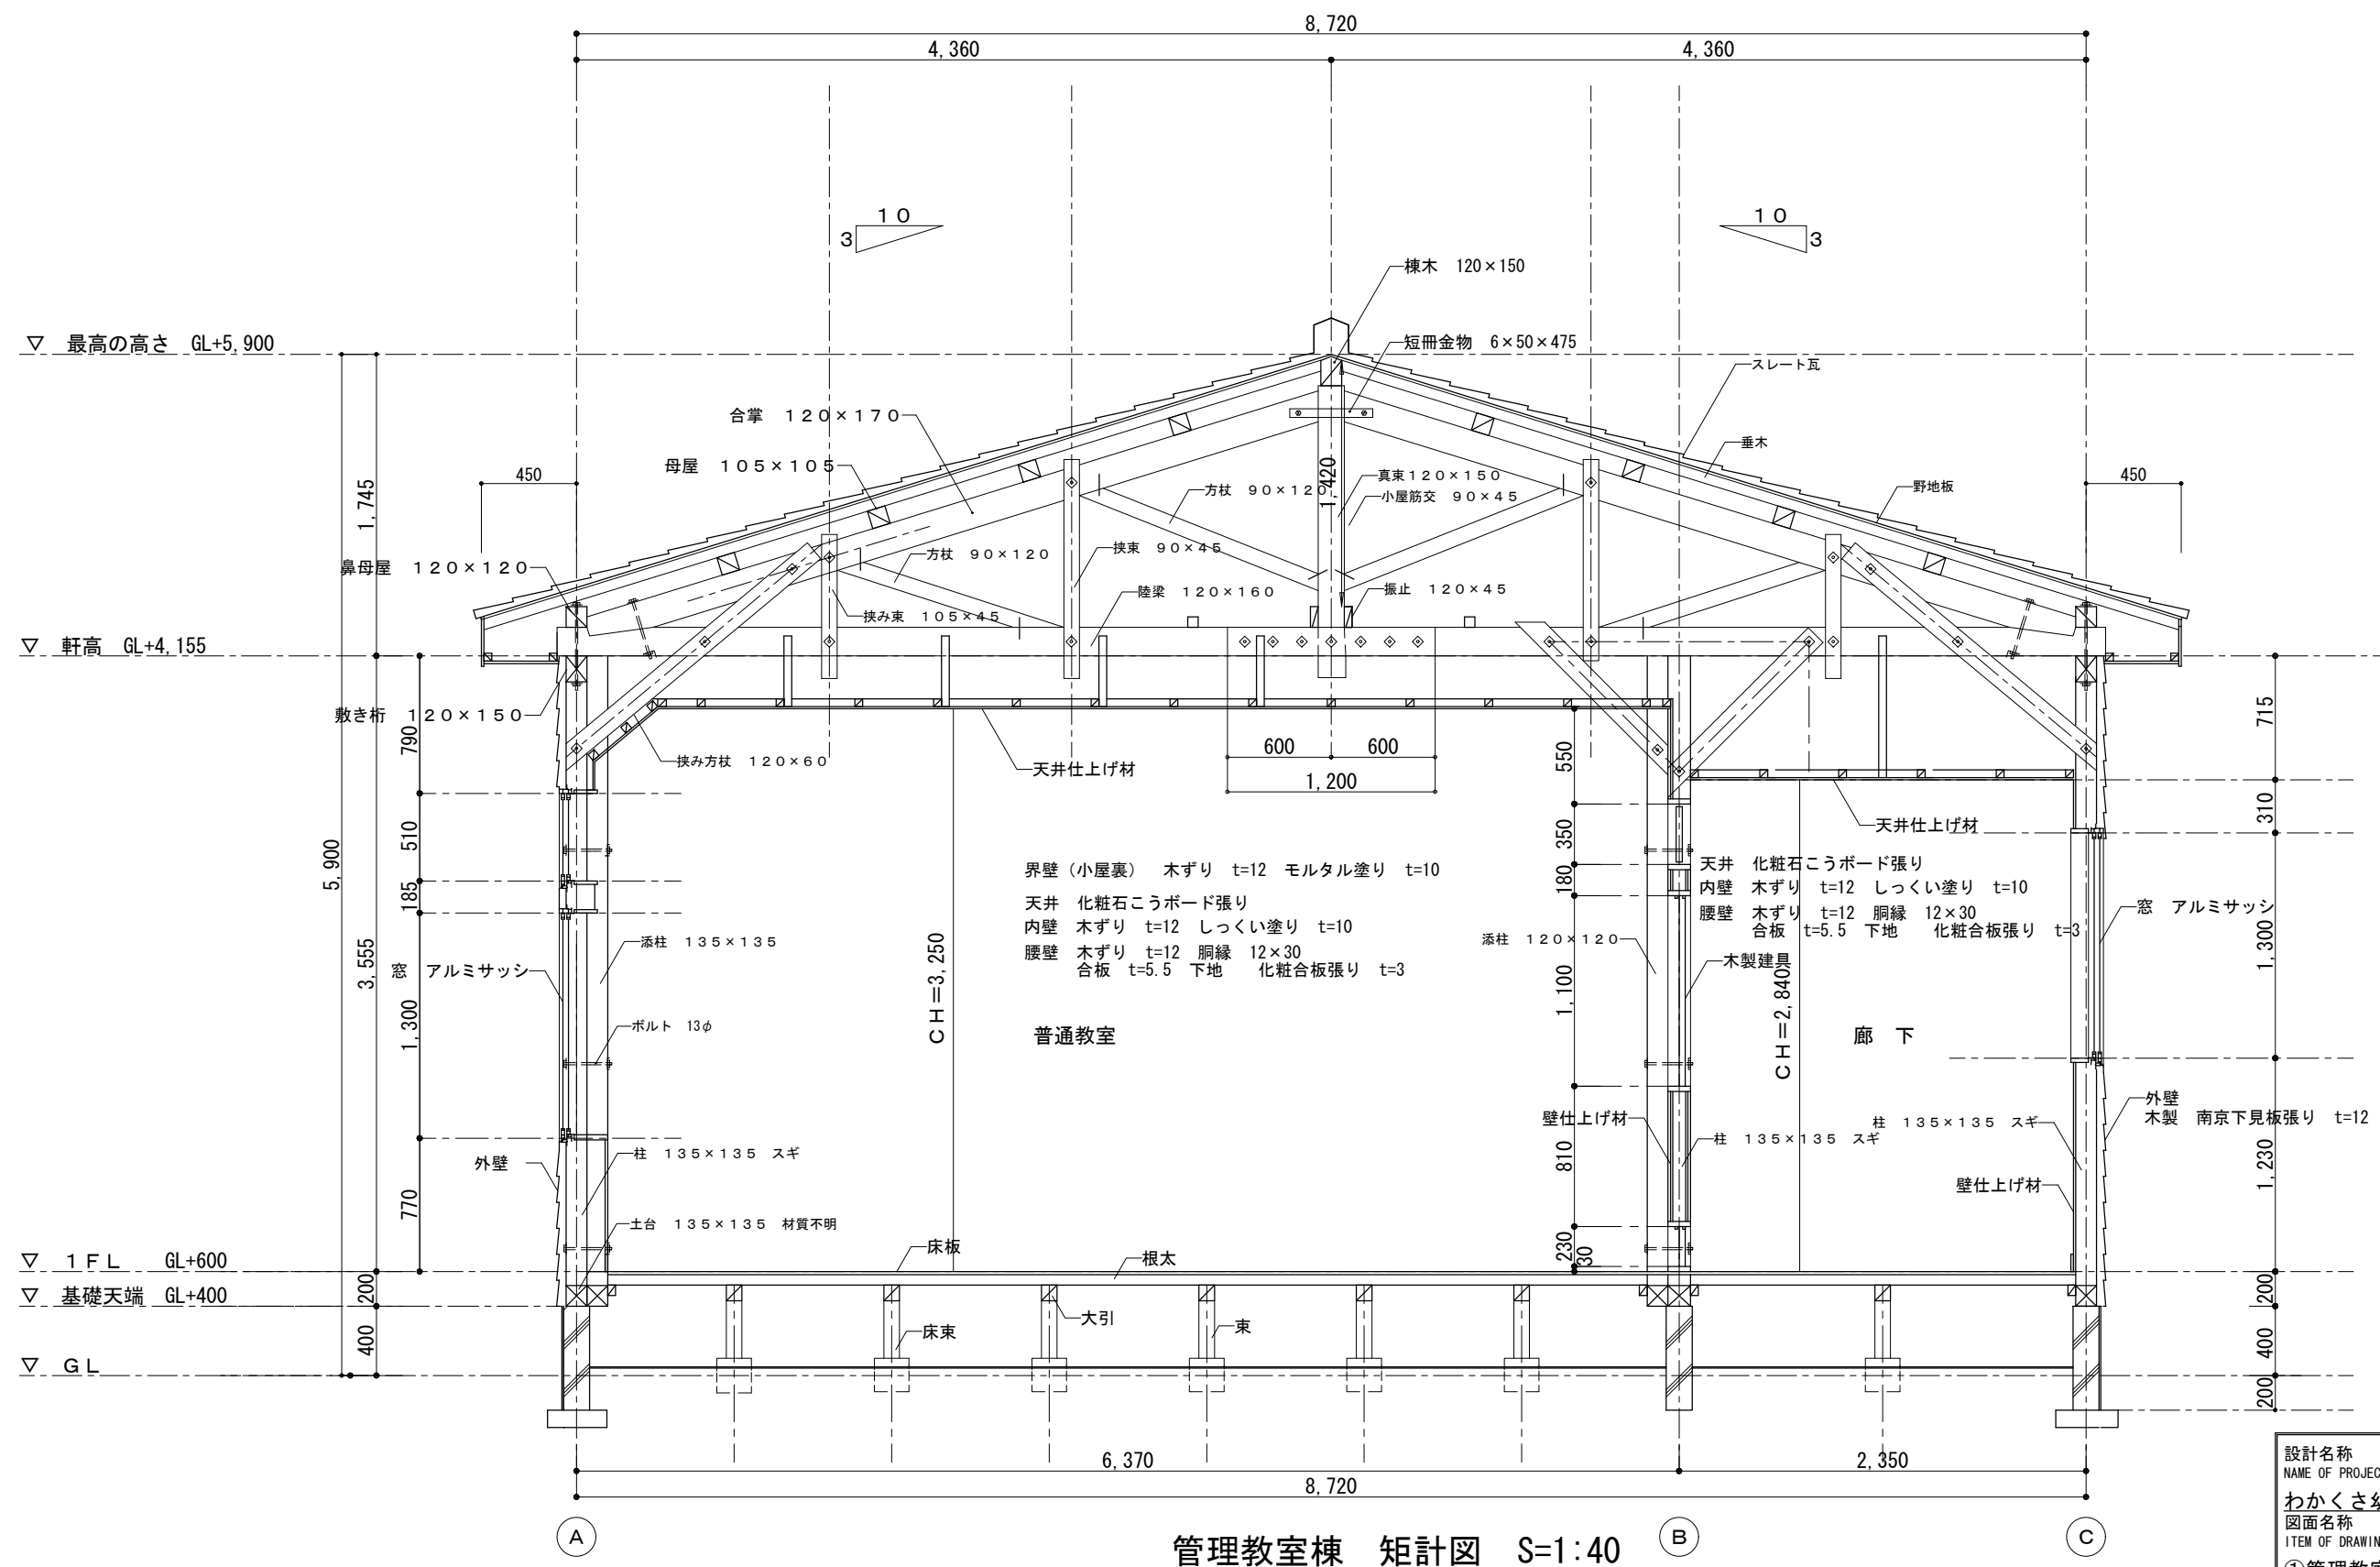 8,720
4,360
4,360
10
3
10
3
棟木 120×150
▽ 最高の高さ GL+5,900
短冊金物 6×50×475
スレート瓦
合掌 120×170
垂木
母屋 105×105
450
450
1,745
1,420
方杖 90×120
真束120×150
小屋筋交 90×45
野地板
方杖 90×120
挟束 90×45
鼻母屋 120×120
陸梁 120×160
振止 120×45
挟み束 105×45
▽ 軒高 GL+4,155
敷き桁 120×150
790
715
挟み方杖 120×60
天井仕上げ材
600
600
1,200
550
510
350
310
天井仕上げ材
5,900
界壁（小屋裏） 木ずり t=12 モルタル塗り t=10
天井 化粧石こうボード張り
内壁 木ずり t=12 しっくい塗り t=10
腰壁 木ずり t=12 胴縁 12×30
合板 t=5.5 下地 化粧合板張り t=3
天井 化粧石こうボード張り
内壁 木ずり t=12 しっくい塗り t=10
腰壁 木ずり t=12 胴縁 12×30
合板 t=5.5 下地 化粧合板張り t=3
185
180
窓 アルミサッシ
添柱 135×135
添柱 120×120
木製建具
3,555
窓 アルミサッシ
CH=3,250
CH=2,840
1,300
1,100
1,300
ボルト 13φ
普通教室
廊 下
外壁
木製 南京下見板張り t=12
壁仕上げ材
柱 135×135 スギ
柱 135×135 スギ
柱 135×135 スギ
外壁
810
1,230
770
壁仕上げ材
土台 135×135 材質不明
▽ 1FL GL+600
床板
根太
230
30
▽ 基礎天端 GL+400
200
200
大引
床束
束
400
400
▽ GL
200
6,370
2,350
8,720
A
B
C
管理教室棟 矩計図 S=1:40
設計名称
NAME OF PROJEC
わかくさ
図面名称
ITEM OF DRAWIN
①管理教室